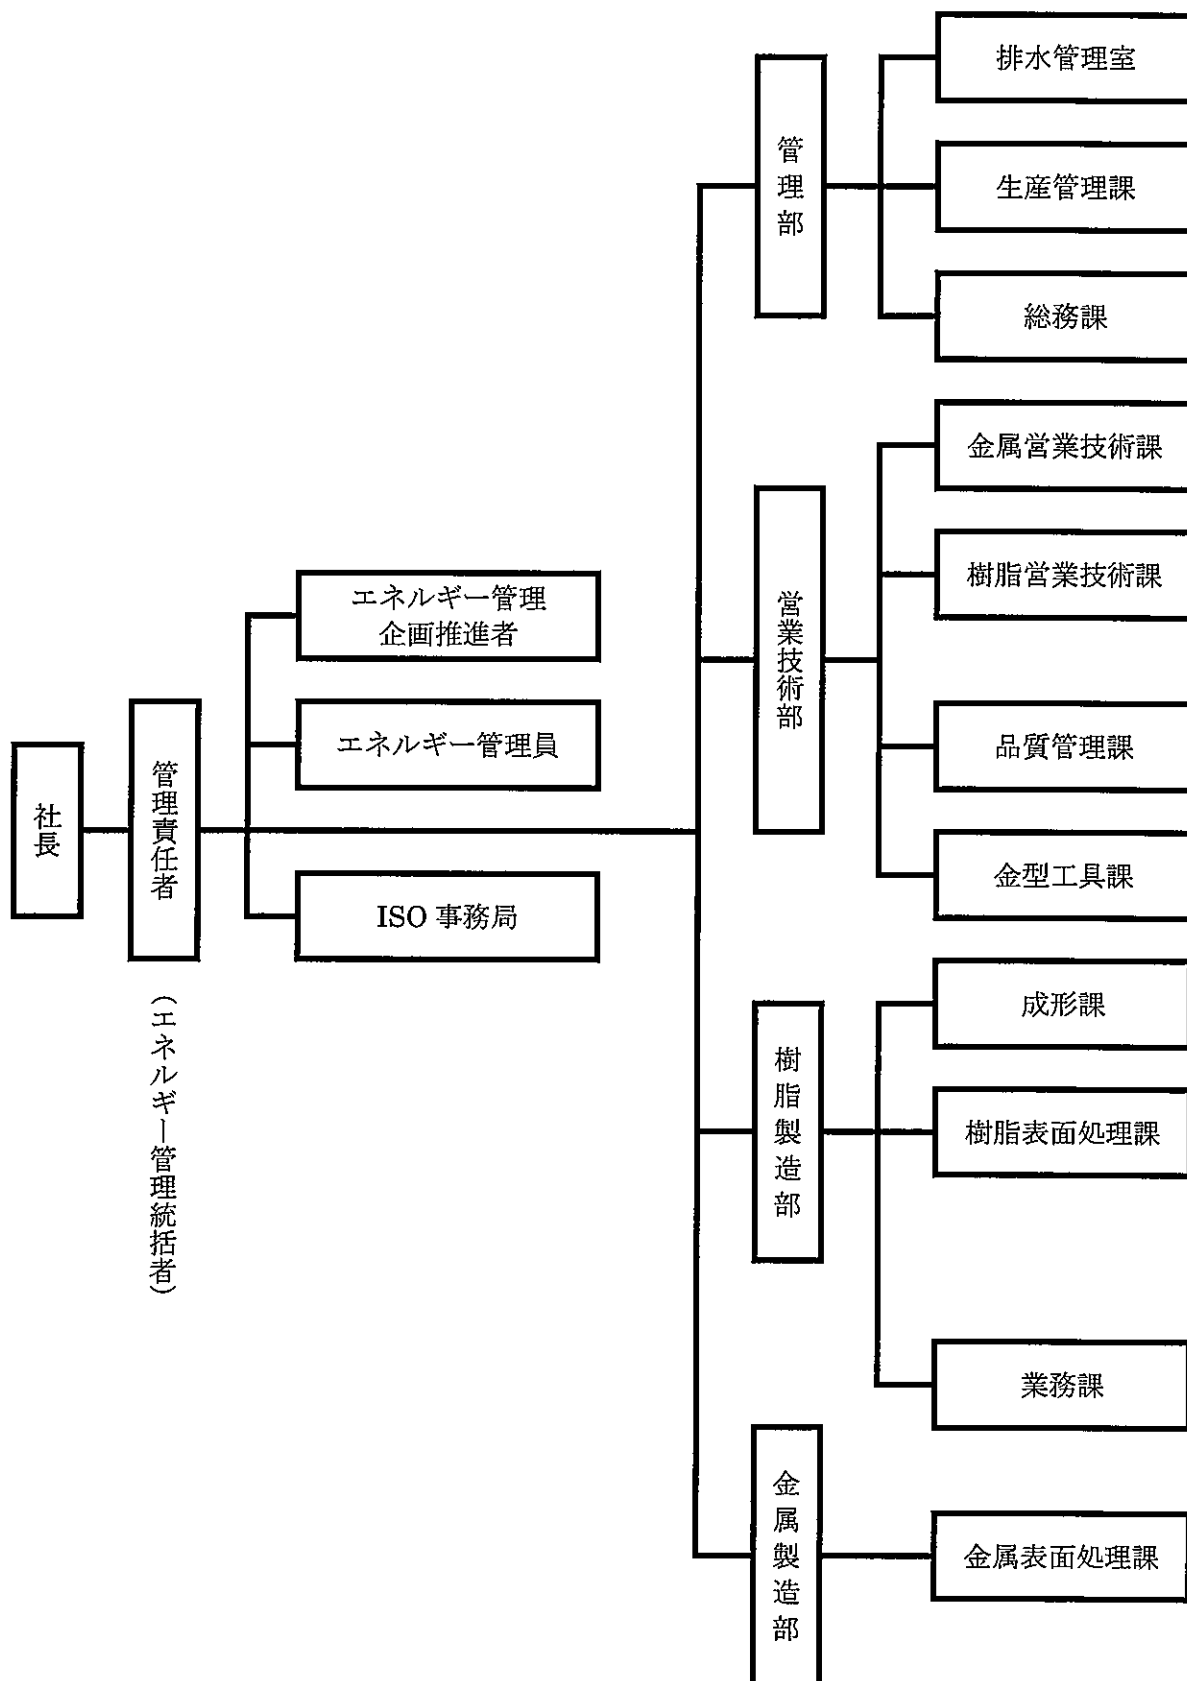 社長
管理責任者
(エネルギー管理統括者)
エネルギー管理
企画推進者
エネルギー管理員
ISO 事務局
管理部
排水管理室
生産管理課
総務課
営業技術部
金属営業技術課
樹脂営業技術課
品質管理課
金型工具課
樹脂製造部
成形課
樹脂表面処理課
業務課
金属製造部
金属表面処理課